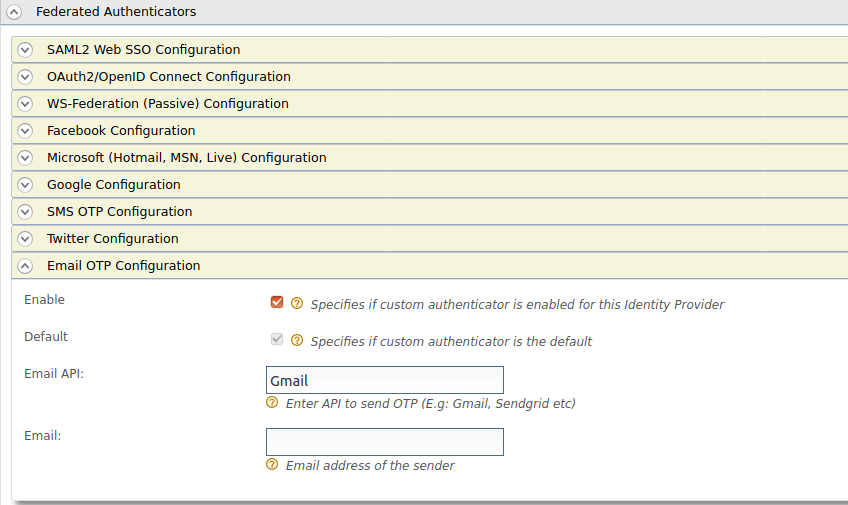 Federated Authenticators
SAML2 Web SSO Configuration
OAuth2/OpenID Connect Configuration
WS-Federation (Passive) Configuration
Facebook Configuration
Microsoft (Hotmail, MSN, Live) Configuration
Google Configuration
SMS OTP Configuration
Twitter Configuration
Email OTP Configuration
Enable ? Specifies if custom authenticator is enabled for this Identity Provider
Default ? Specifies if custom authenticator is the default
Email API: Gmail
? Enter API to send OTP (E.g: Gmail, Sendgrid etc)
Email:
? Email address of the sender